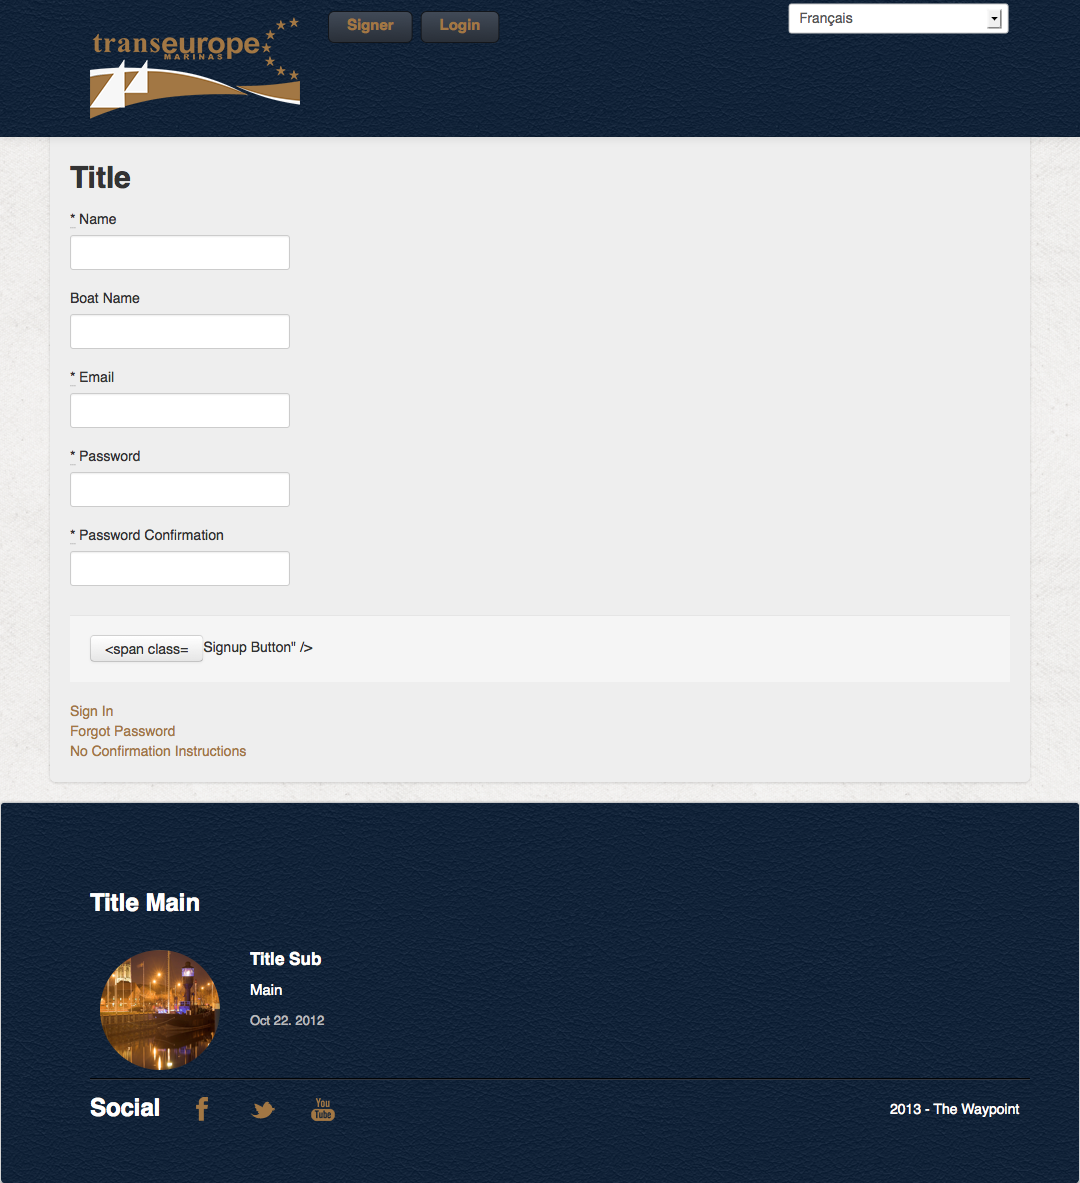 transeurope
MARINAS
Signer
Login
Français
Title
* Name
Boat Name
* Email
* Password
* Password Confirmation
<span class= Signup Button" />
Sign In
Forgot Password
No Confirmation Instructions
Title Main
Title Sub
Main
Oct 22. 2012
Social
You
Tube
2013 - The Waypoint